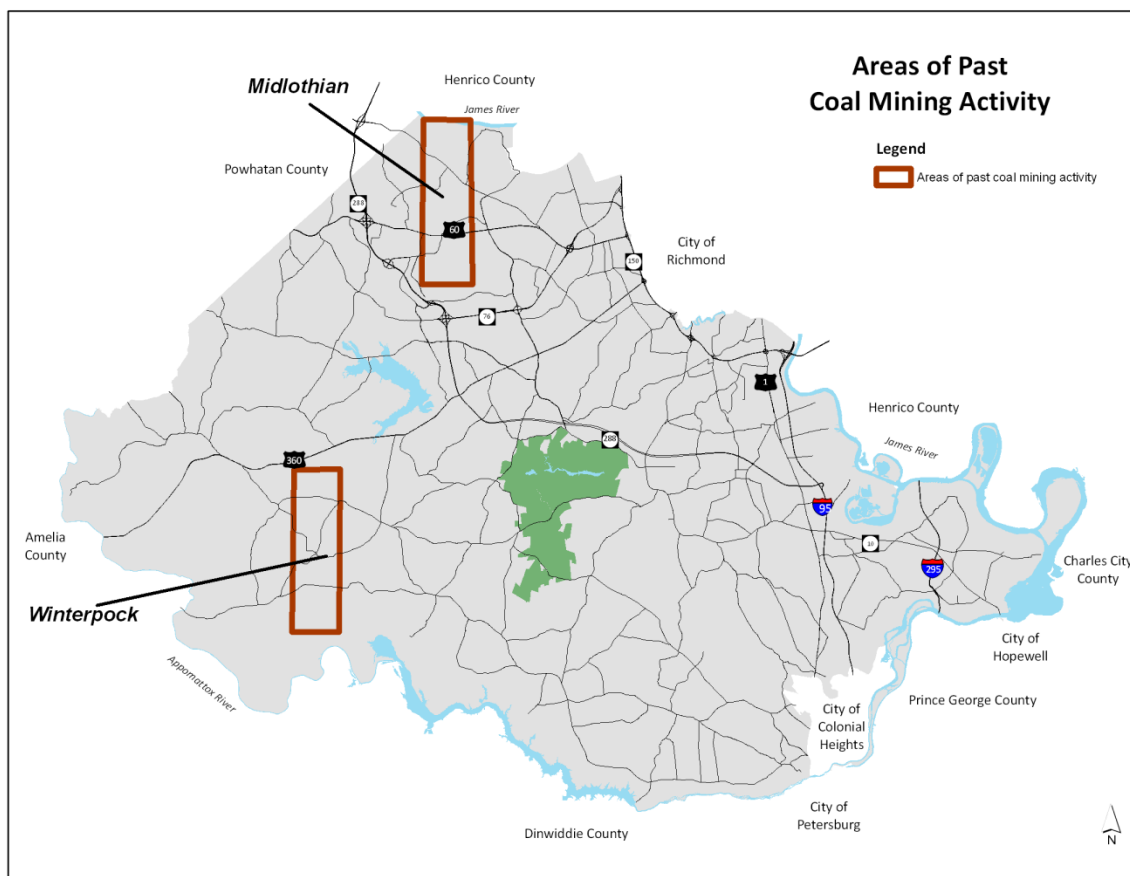 Areas of Past
Coal Mining Activity
Legend
Areas of past coal mining activity
Henrico County
James River
Midlothian
Powhatan County
288
60
City of
Richmond
150
76
1
Henrico County
James River
288
360
95
Amelia
County
10
295
Charles City
County
Winterpock
City of
Hopewell
Appomattox River
Prince George County
City of
Colonial
Heights
City of
Petersburg
Dinwiddie County
N